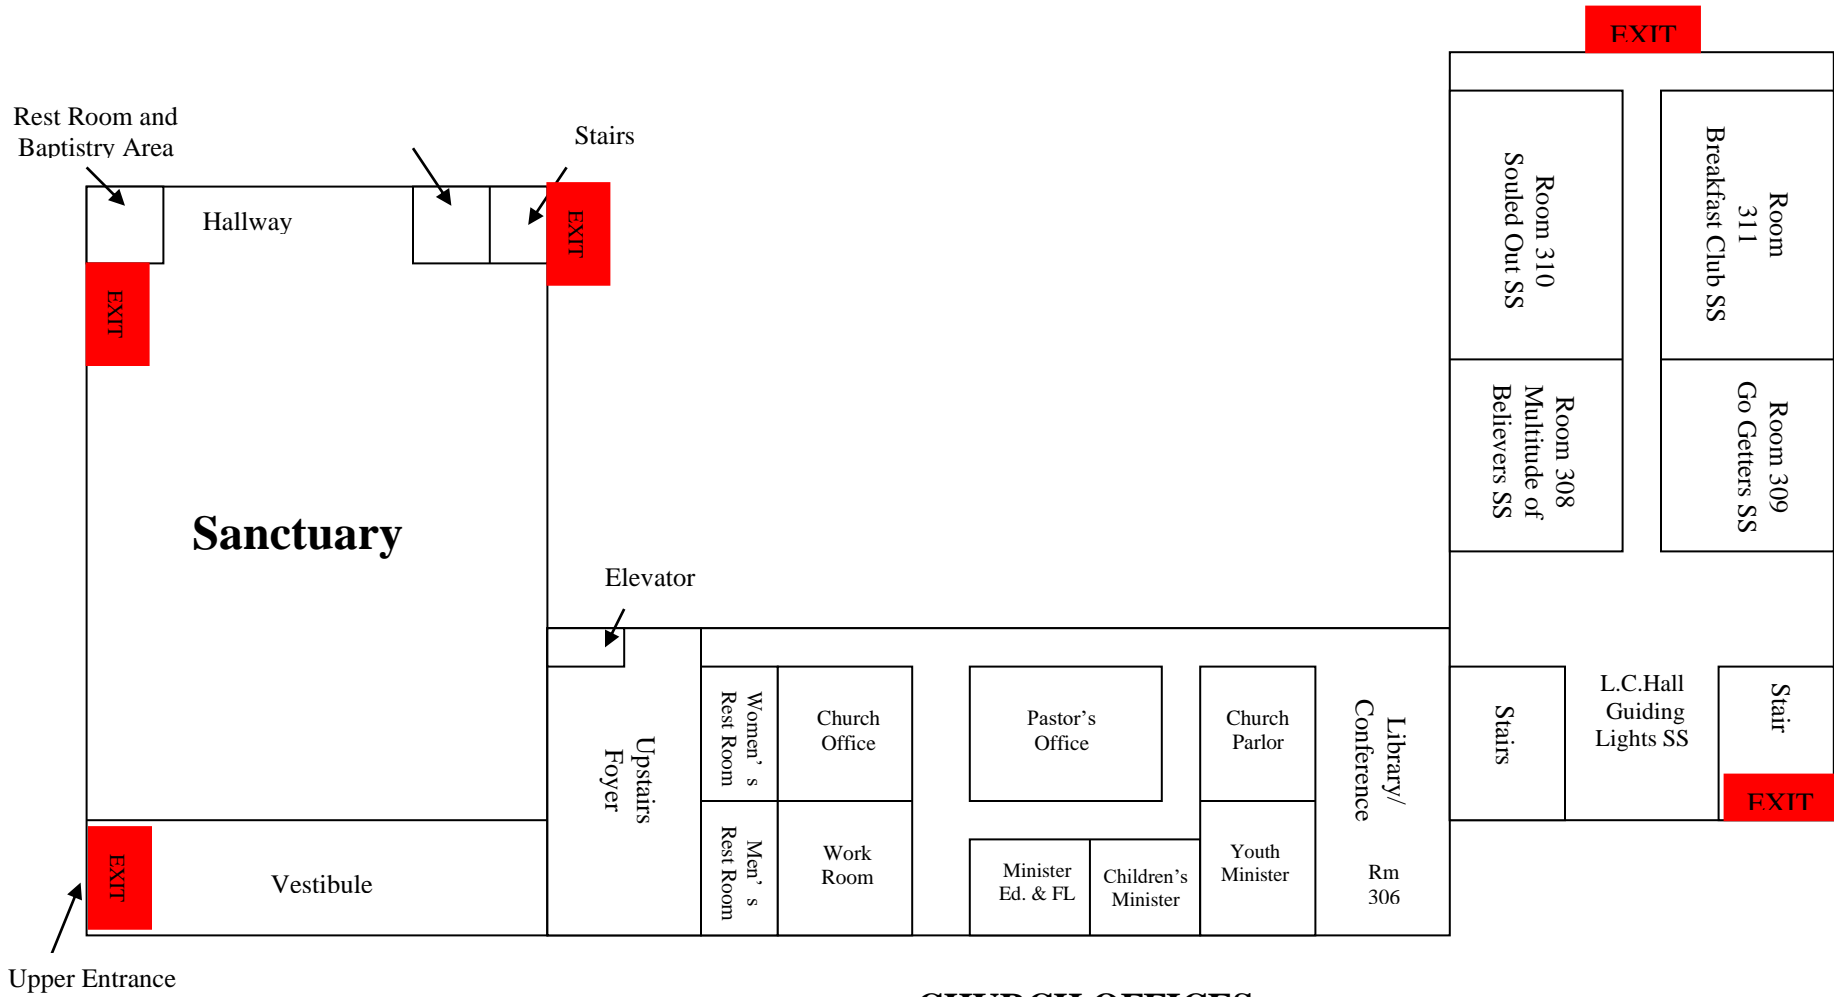 EXIT
Rest Room and
Baptistry Area
Stairs
Hallway
EXIT
EXIT
Room 310
Souled Out SS
Room
311
Breakfast Club SS
Room 308
Multitude of
Believers SS
Room 309
Go Getters SS
Sanctuary
Elevator
Upstairs
Foyer
Women’ s
Rest Room
Church
Office
Pastor’s
Office
Church
Parlor
Library/
Conference
Rm
306
Stairs
L.C.Hall
Guiding
Lights SS
Stair
EXIT
Men’ s
Rest Room
Work
Room
Minister
Ed. & FL
Children’s
Minister
Youth
Minister
EXIT
Vestibule
Upper Entrance
CHURCH OFFICES